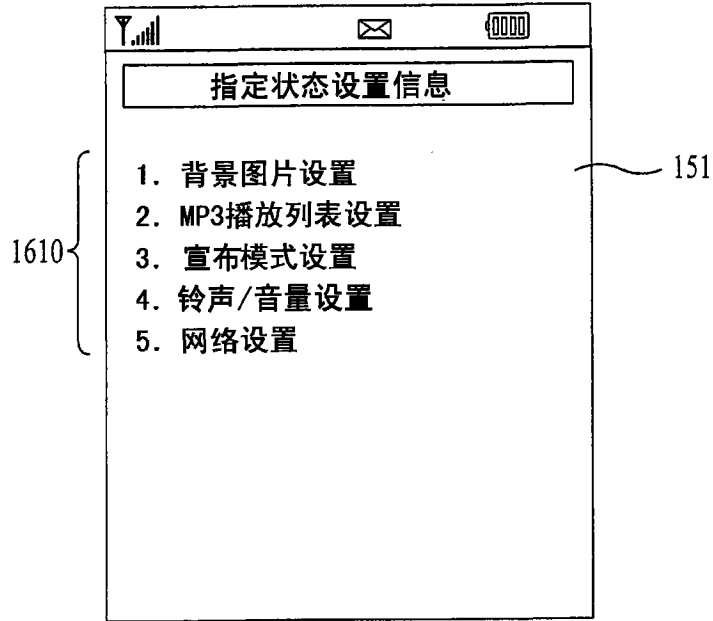 指定状态设置信息
1. 背景图片设置
151
2. MP3播放列表设置
1610
3. 宣布模式设置
4. 铃声/音量设置
5. 网络设置